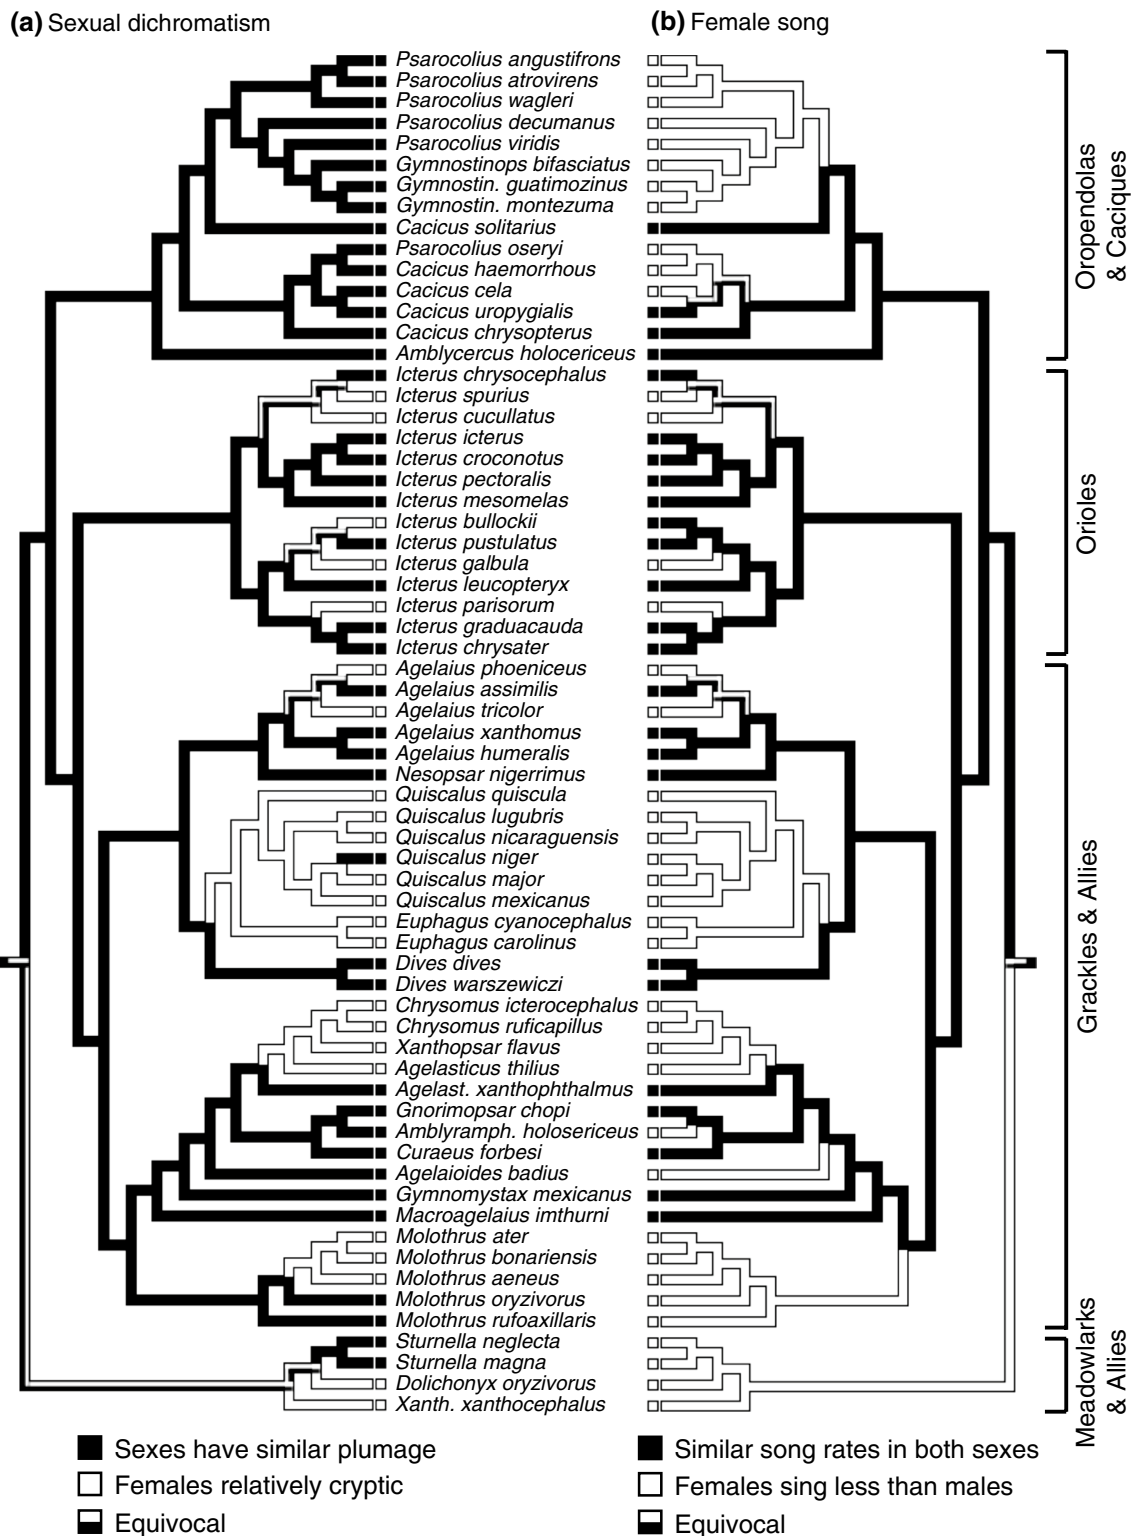 (a) Sexual dichromatism
(b) Female song
Psarocolius angustifrons
Psarocolius atrovirens
Psarocolius wagleri
Psarocolius decumanus
Psarocolius viridis
Gymnostinops bifasciatus
Gymnostin. guatimozinus
Gymnostin. montezuma
Cacicus solitarius
Psarocolius oseryi
Cacicus haemorrhous
Cacicus cela
Cacicus uropygialis
Cacicus chrysopterus
Amblycercus holocericeus
Icterus chrysocephalus
Icterus spurius
Icterus cucullatus
Icterus icterus
Icterus croconotus
Icterus pectoralis
Icterus mesomelas
Icterus bullockii
Icterus pustulatus
Icterus galbula
Icterus leucopteryx
Icterus parisorum
Icterus graduacauda
Icterus chrysater
Agelaius phoeniceus
Agelaius assimilis
Agelaius tricolor
Agelaius xanthomus
Agelaius humeralis
Nesopsar nigerrimus
Quiscalus quiscula
Quiscalus lugubris
Quiscalus nicaraguensis
Quiscalus niger
Quiscalus major
Quiscalus mexicanus
Euphagus cyanocephalus
Euphagus carolinus
Dives dives
Dives warszewiczi
Chrysomus icterocephalus
Chrysomus ruficapillus
Xanthopsar flavus
Agelasticus thilius
Agelast. xanthophthalmus
Gnorimopsar chopi
Amblyramph. holosericeus
Curaeus forbesi
Agelaioides badius
Gymnomystax mexicanus
Macroagelaius imthurni
Molothrus ater
Molothrus bonariensis
Molothrus aeneus
Molothrus oryzivorus
Molothrus rufoaxillaris
Sturnella neglecta
Sturnella magna
Dolichonyx oryzivorus
Xanth. xanthocephalus
Oropendolas
& Caciques
Orioles
Grackles & Allies
Meadowlarks
& Allies
Sexes have similar plumage
Females relatively cryptic
Equivocal
Similar song rates in both sexes
Females sing less than males
Equivocal